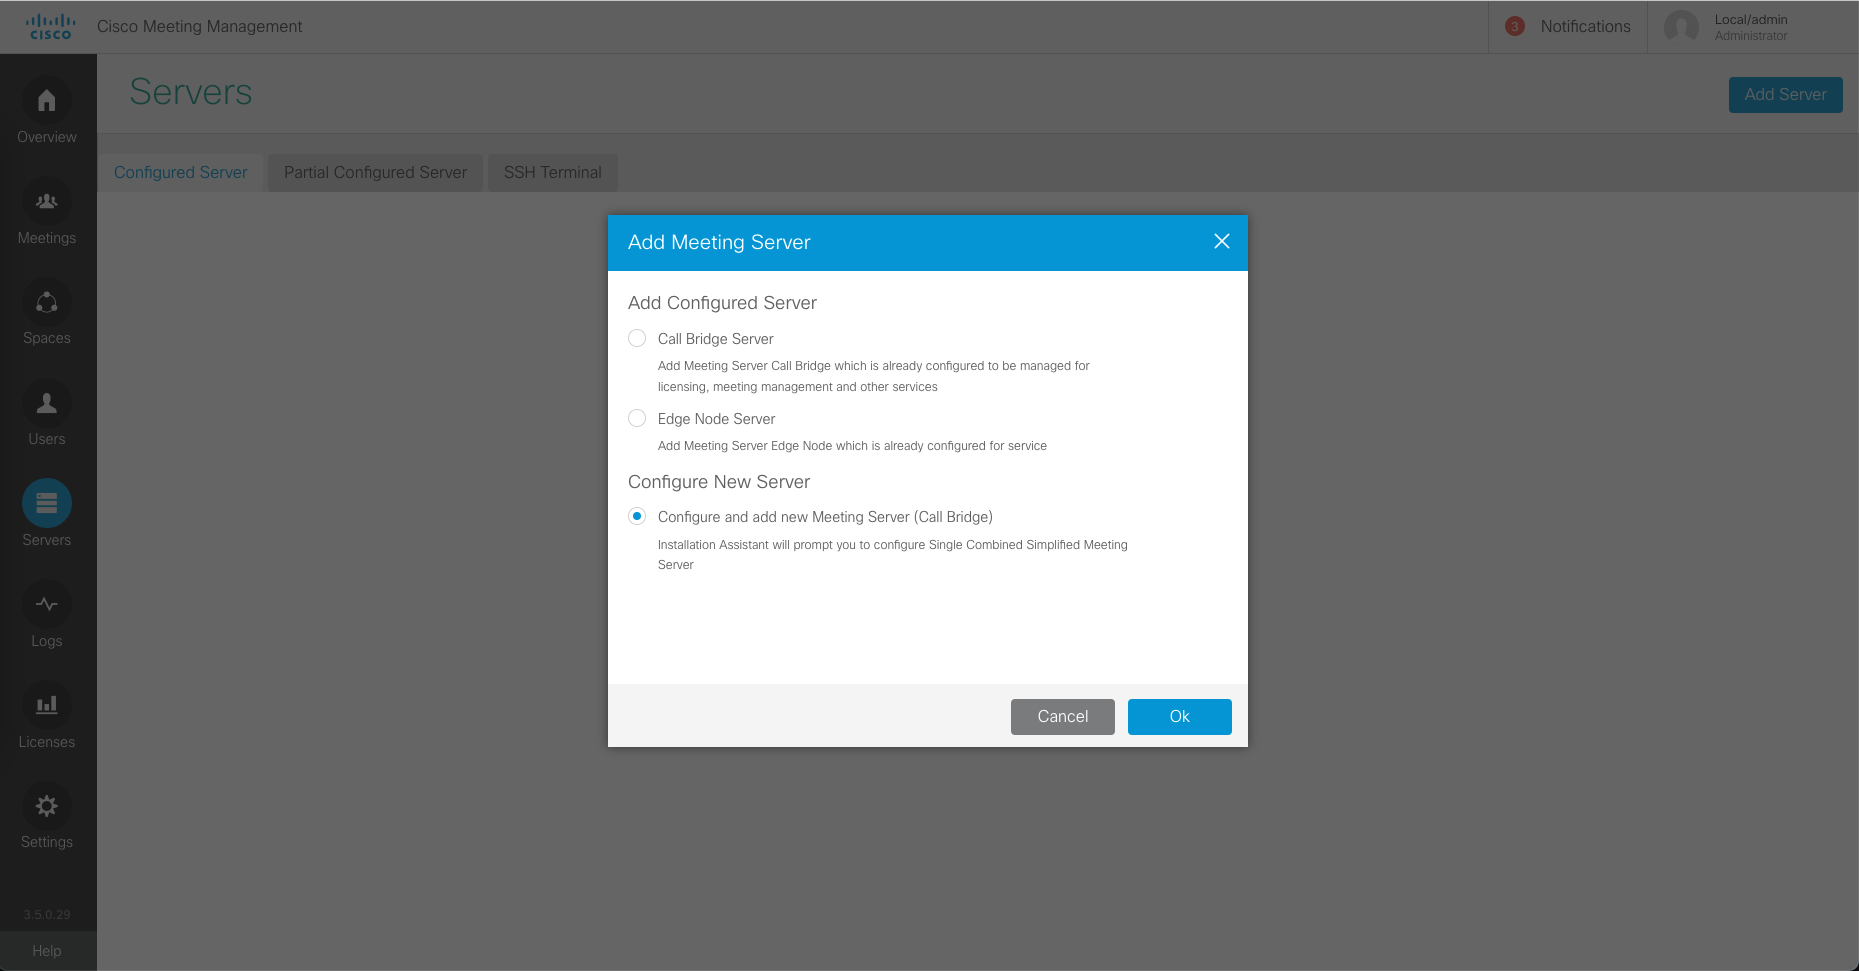 CISCO
Cisco Meeting Management
3
Notifications
Local/admin
Administrator
Servers
Add Server
Overview
Meetings
Spaces
Users
Servers
Logs
Licenses
Settings
3.5.0.29
Help
Configured Server
Partial Configured Server
SSH Terminal
Add Meeting Server
Add Configured Server
Call Bridge Server
Add Meeting Server Call Bridge which is already configured to be managed for
licensing, meeting management and other services
Edge Node Server
Add Meeting Server Edge Node which is already configured for service
Configure New Server
Configure and add new Meeting Server (Call Bridge)
Installation Assistant will prompt you to configure Single Combined Simplified Meeting
Server
Cancel
Ok